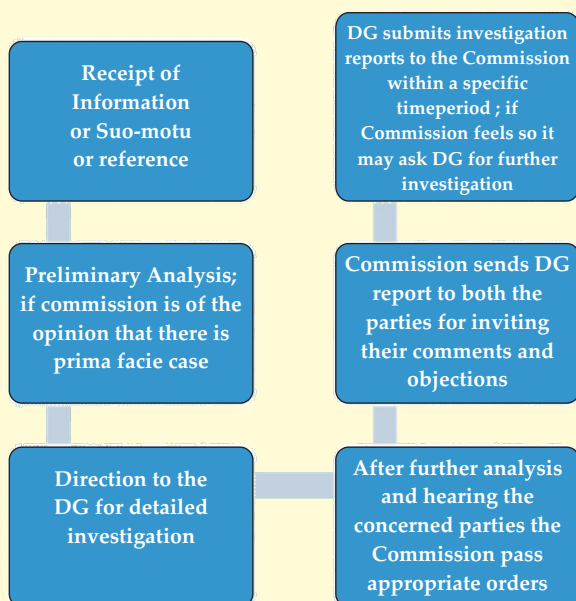 Receipt of
Information
or Suo-motu
or reference
Preliminary Analysis;
if commission is of the
opinion that there is
prima facie case
Direction to the
DG for detailed
investigation
DG submits investigation
reports to the Commission
within a specific
timeperiod ; if
Commission feels so it
may ask DG for further
investigation
Commission sends DG
report to both the
parties for inviting
their comments and
objections
After further analysis
and hearing the
concerned parties the
Commission pass
appropriate orders